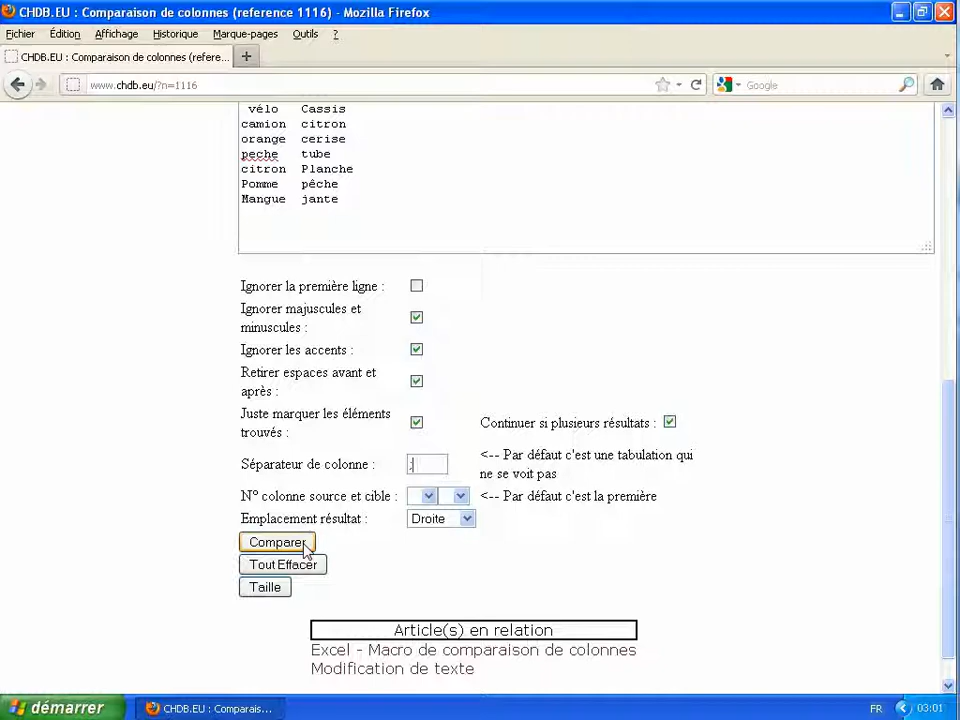 CHDB.EU : Comparaison de colonnes (reference 1116) - Mozilla Firefox
Fichier Édition Affichage Historique Marque-pages Outils ?
CHDB.EU : Comparaison de colonnes (refere... +
www.chdb.eu/?n=1116 Google
vélo Cassis
camion citron
orange cerise
peche tube
citron Planche
Pomme pêche
Mangue jante
Ignorer la première ligne :
Ignorer majuscules et
minuscules :
Ignorer les accents :
Retirer espaces avant et
après :
Juste marquer les éléments
trouvés :
Continuer si plusieurs résultats :
Séparateur de colonne :
<-- Par défaut c'est une tabulation qui
ne se voit pas
N° colonne source et cible :
<-- Par défaut c'est la première
Emplacement résultat : Droite
Comparer
Tout Effacer
Taille
Article(s) en relation
Excel - Macro de comparaison de colonnes
Modification de texte
démarrer CHDB.EU : Comparais... FR 03:01